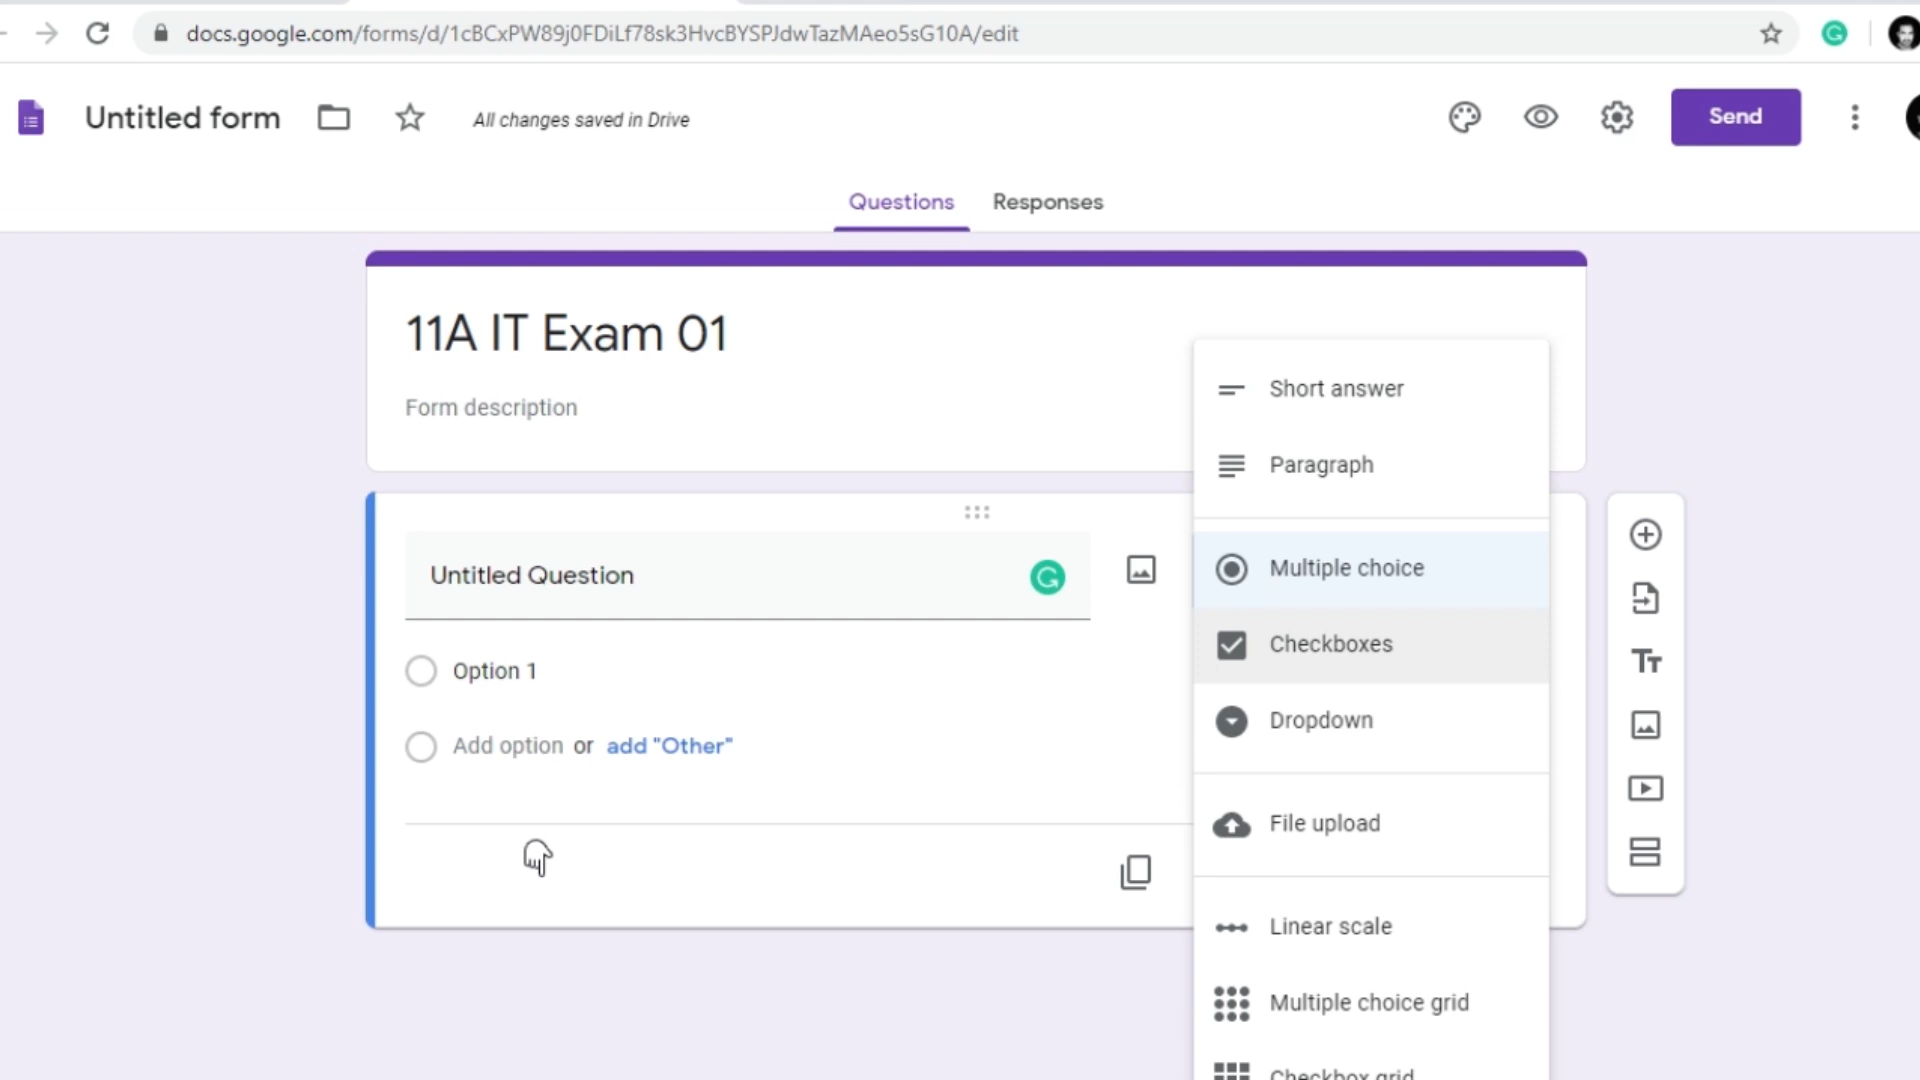 docs.google.com/forms/d/1cBCxPW89j0FDiLf78sk3HvcBYSPJdwTazMAeo5sG10A/edit
Untitled form
All changes saved in Drive
Send
Questions Responses
11A IT Exam 01
Form description
Untitled Question
Option 1
Add option or add "Other"
Short answer
Paragraph
Multiple choice
Checkboxes
Dropdown
File upload
Linear scale
Multiple choice grid
Checkbox grid